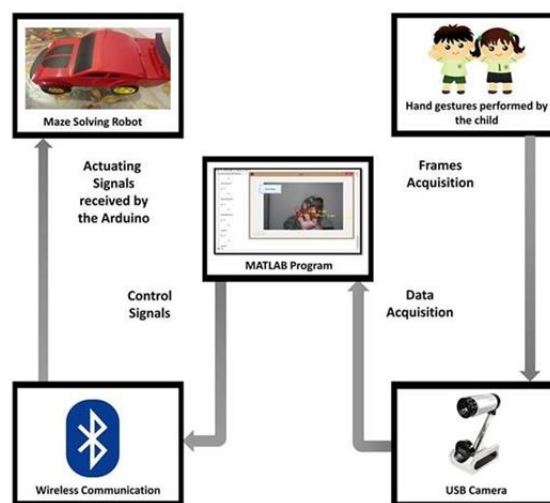 Maze Solving Robot
Hand gestures performed by
the child
Actuating
Signals
received by
the Arduino
Frames
Acquisition
MATLAB Program
Control
Signals
Data
Acquisition
Wireless Communication
USB Camera